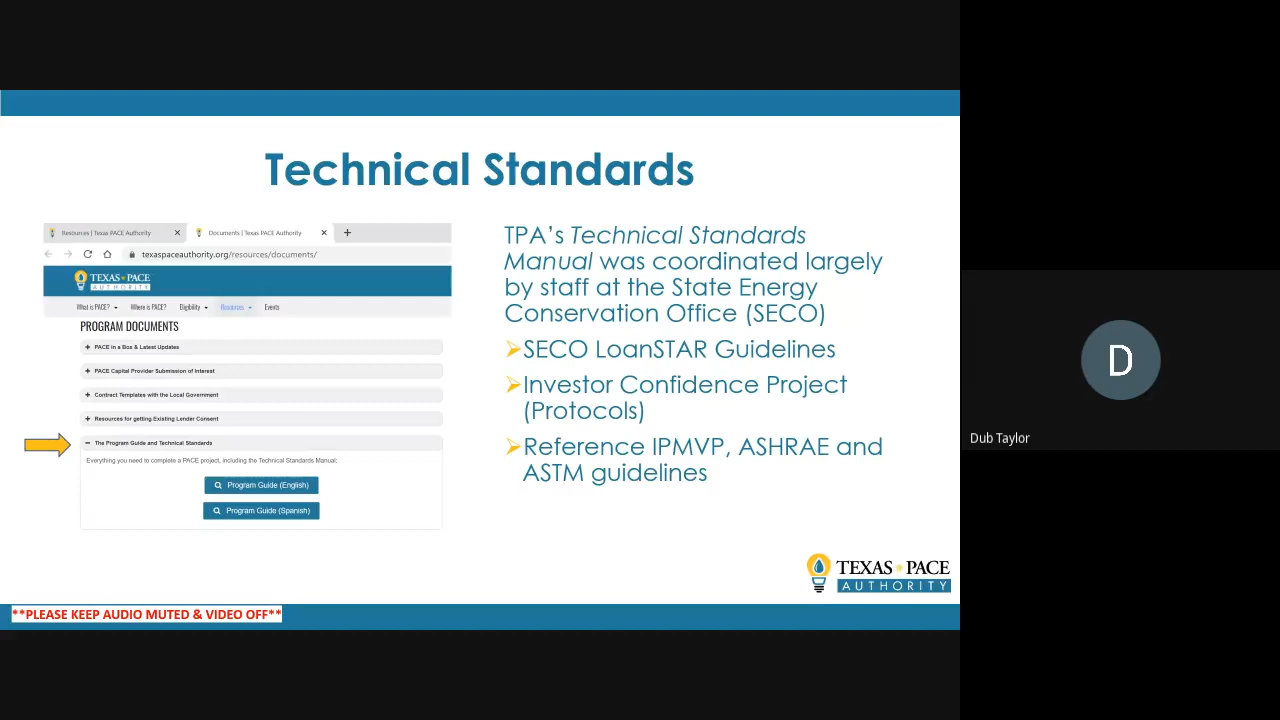 Technical Standards
Resources | Texas PACE Authority
Documents | Texas PACE Authority
texaspaceauthority.org/resources/documents/
TEXAS PACE
AUTHORITY
What is PACE? Where is PACE? Eligibility Resources Events
PROGRAM DOCUMENTS
PACE in a Box & Latest Updates
PACE Capital Provider Submission of Interest
Contract Templates with the Local Government
Resources for getting Existing Lender Consent
The Program Guide and Technical Standards
Everything you need to complete a PACE project, including the Technical Standards Manual:
Program Guide (English)
Program Guide (Spanish)
TPA's Technical Standards
Manual was coordinated largely
by staff at the State Energy
Conservation Office (SECO)
SECO LoanSTAR Guidelines
Investor Confidence Project
(Protocols)
Reference IPMVP, ASHRAE and
ASTM guidelines
TEXAS PACE
AUTHORITY
**PLEASE KEEP AUDIO MUTED & VIDEO OFF**
D
Dub Taylor